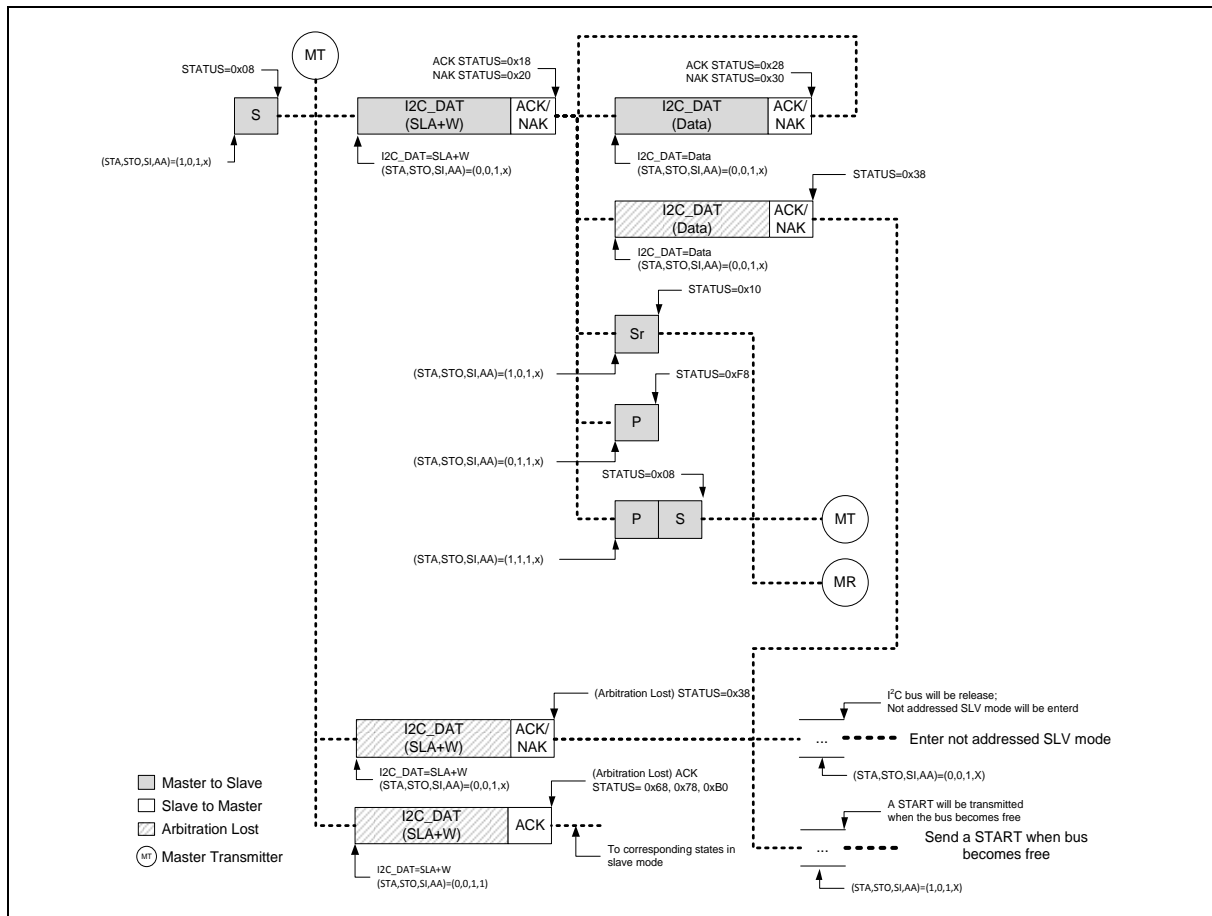 MT
STATUS=0x08
S
(STA,STO,SI,AA)=(1,0,1,x)
ACK STATUS=0x18
NAK STATUS=0x20
I2C_DAT
(SLA+W)
ACK/
NAK
I2C_DAT=SLA+W
(STA,STO,SI,AA)=(0,0,1,x)
ACK STATUS=0x28
NAK STATUS=0x30
I2C_DAT
(Data)
ACK/
NAK
I2C_DAT=Data
(STA,STO,SI,AA)=(0,0,1,x)
STATUS=0x38
I2C_DAT
(Data)
ACK/
NAK
I2C_DAT=Data
(STA,STO,SI,AA)=(0,0,1,x)
STATUS=0x10
Sr
(STA,STO,SI,AA)=(1,0,1,x)
STATUS=0xF8
P
(STA,STO,SI,AA)=(0,1,1,x)
STATUS=0x08
P S
MT
(STA,STO,SI,AA)=(1,1,1,x)
MR
(Arbitration Lost) STATUS=0x38
I2C_DAT
(SLA+W)
ACK/
NAK
I2C_DAT=SLA+W
(STA,STO,SI,AA)=(0,0,1,x)
I²C bus will be release;
Not addressed SLV mode will be enterd
...
Enter not addressed SLV mode
(STA,STO,SI,AA)=(0,0,1,X)
(Arbitration Lost) ACK
STATUS= 0x68, 0x78, 0xB0
I2C_DAT
(SLA+W)
ACK
I2C_DAT=SLA+W
(STA,STO,SI,AA)=(0,0,1,1)
To corresponding states in
slave mode
A START will be transmitted
when the bus becomes free
...
Send a START when bus
becomes free
(STA,STO,SI,AA)=(1,0,1,X)
Master to Slave
Slave to Master
Arbitration Lost
MT Master Transmitter